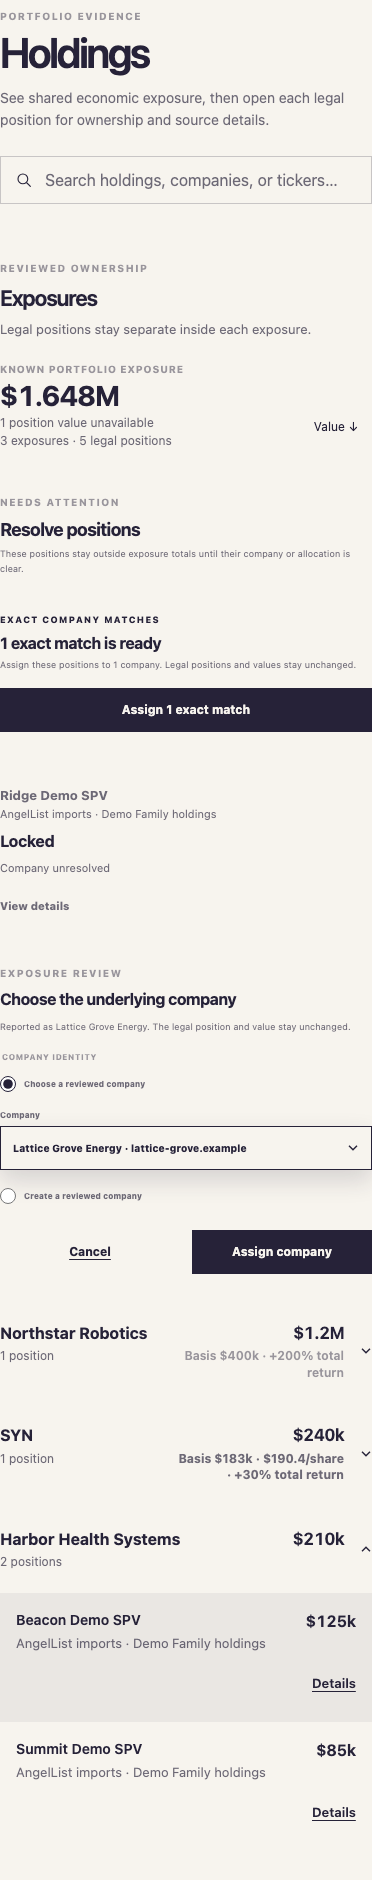 PORTFOLIO EVIDENCE
Holdings
See shared economic exposure, then open each legal
position for ownership and source details.
Search holdings, companies, or tickers...
REVIEWED OWNERSHIP
Exposures
Legal positions stay separate inside each exposure.
KNOWN PORTFOLIO EXPOSURE
$1.648M
1 position value unavailable
3 exposures · 5 legal positions
Value ↓
NEEDS ATTENTION
Resolve positions
These positions stay outside exposure totals until their company or allocation is
clear.
EXACT COMPANY MATCHES
1 exact match is ready
Assign these positions to 1 company. Legal positions and values stay unchanged.
Assign 1 exact match
Ridge Demo SPV
AngelList imports · Demo Family holdings
Locked
Company unresolved
View details
EXPOSURE REVIEW
Choose the underlying company
Reported as Lattice Grove Energy. The legal position and value stay unchanged.
COMPANY IDENTITY
Choose a reviewed company
Company
Lattice Grove Energy · lattice-grove.example
Create a reviewed company
Cancel
Assign company
Northstar Robotics
$1.2M
1 position
Basis $400k · +200% total
return
SYN
$240k
1 position
Basis $183k · $190.4/share
· +30% total return
Harbor Health Systems
$210k
2 positions
Beacon Demo SPV
$125k
AngelList imports · Demo Family holdings
Details
Summit Demo SPV
$85k
AngelList imports · Demo Family holdings
Details